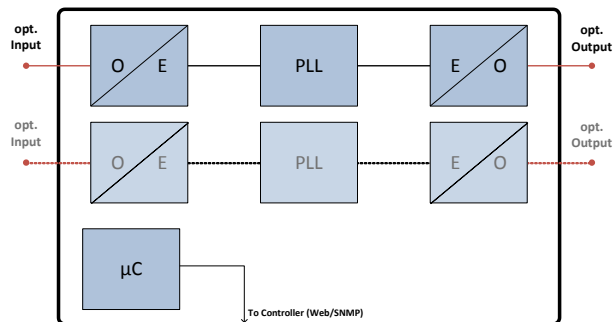 opt.
Input
opt.
Output
O E
PLL
E O
opt.
Input
opt.
Output
O E
PLL
E O
µC
To Controller (Web/SNMP)